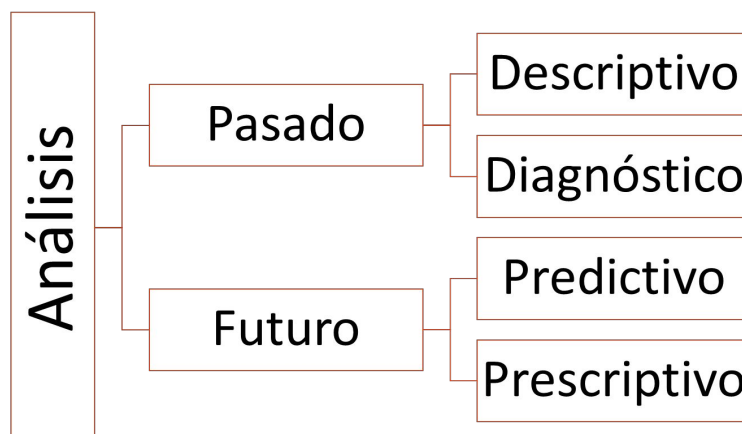 Análisis
Pasado
Descriptivo
Diagnóstico
Futuro
Predictivo
Prescriptivo